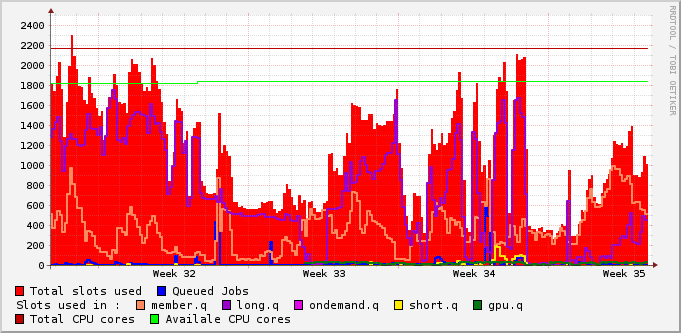 2400
2200
2000
1800
1600
1400
1200
1000
800
600
400
200
0
Week 32 Week 33 Week 34 Week 35
Total slots used Queued Jobs
Slots used in : member.q long.q ondemand.q short.q gpu.q
Total CPU cores Availale CPU cores
RRDTOOL / TOBI OETIKER